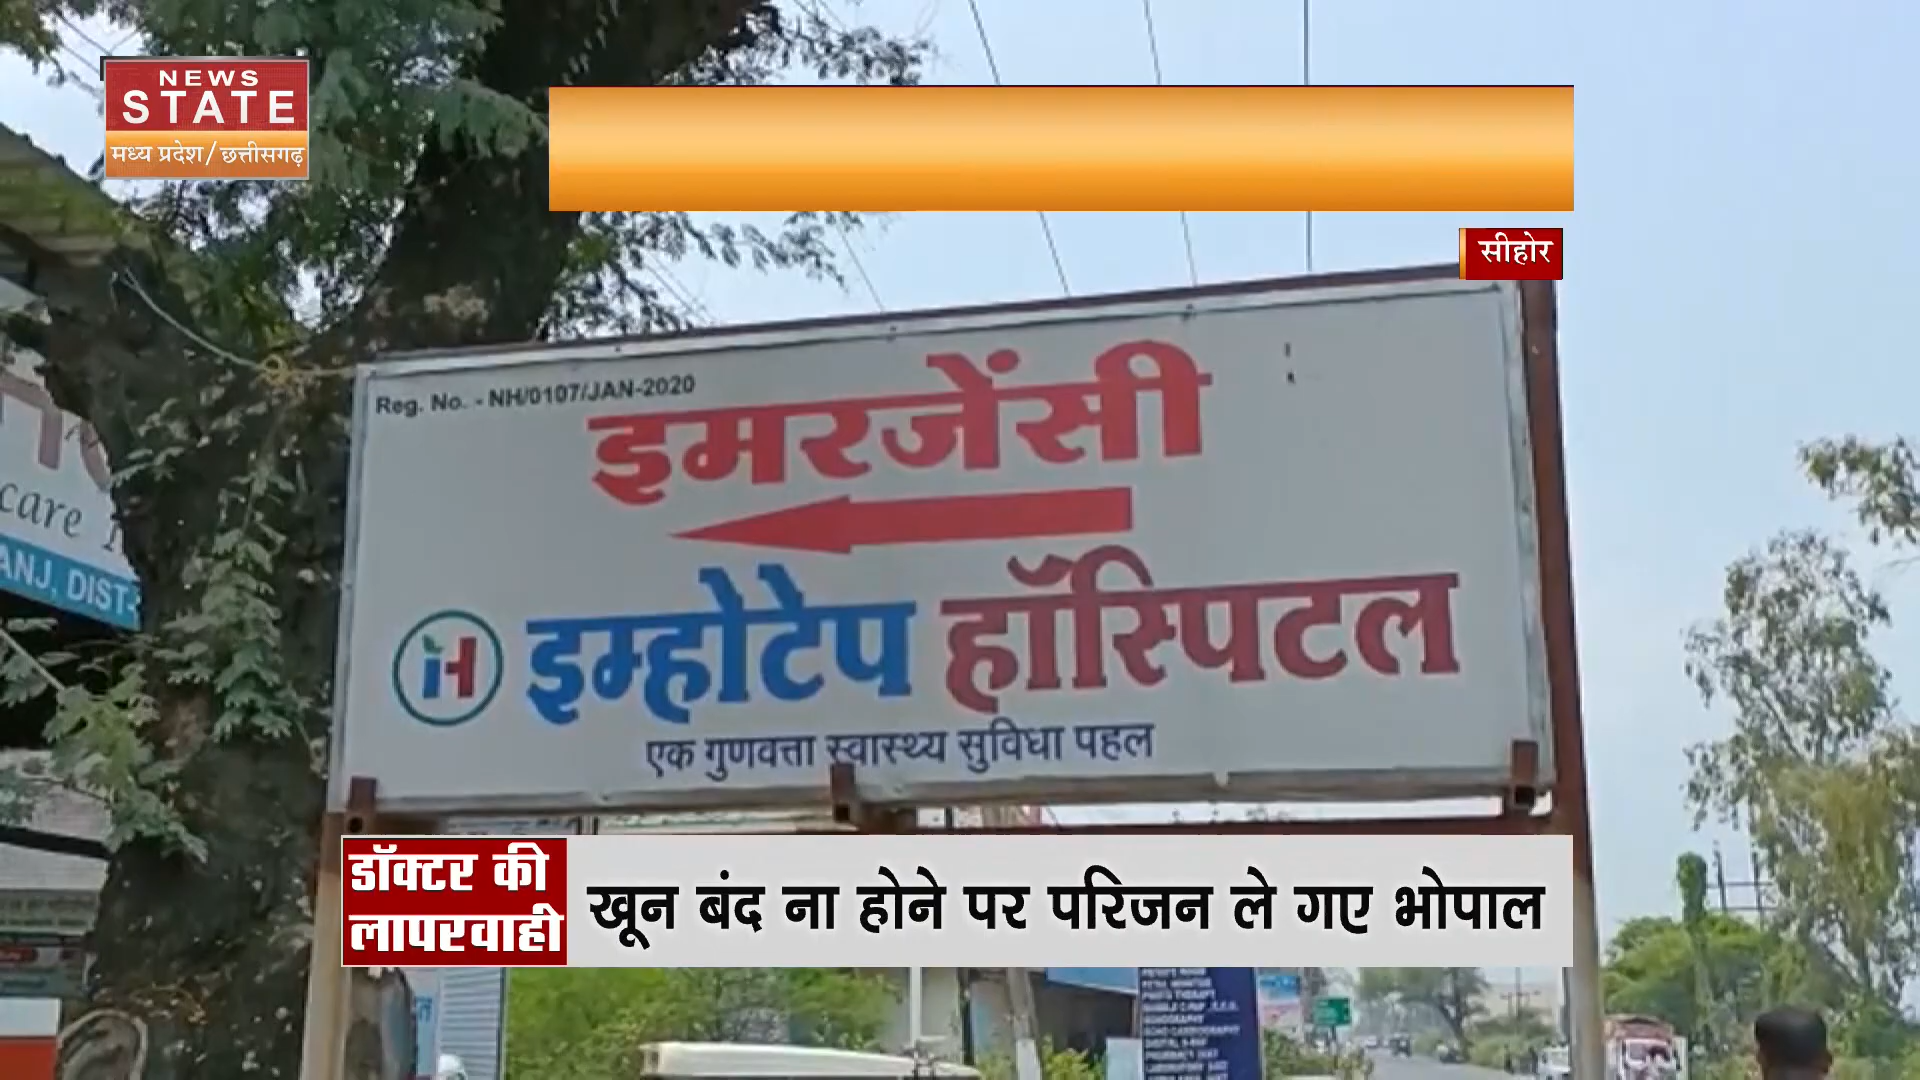 NEWS
STATE
मध्य प्रदेश/छत्तीसगढ़
सीहोर
Reg. No. - NH/0107/JAN-2020
इमरजेंसी
care
ANJ, DIST-
iH
इम्होटेप हॉस्पिटल
एक गुणवत्ता स्वास्थ्य सुविधा पहल
डॉक्टर की
लापरवाही
खून बंद ना होने पर परिजन ले गए भोपाल